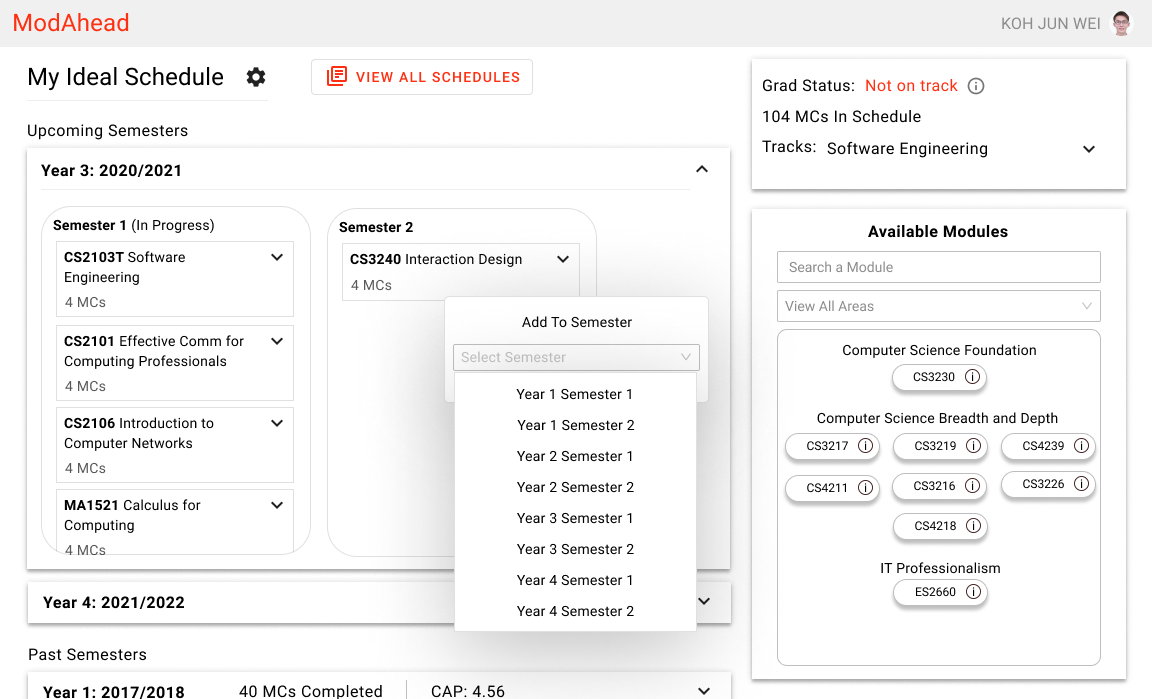 ModAhead
KOH JUN WEI
My Ideal Schedule
VIEW ALL SCHEDULES
Upcoming Semesters
Year 3: 2020/2021
Semester 1 (In Progress)
CS2103T Software
Engineering
4 MCs
CS2101 Effective Comm for
Computing Professionals
4 MCs
CS2106 Introduction to
Computer Networks
4 MCs
MA1521 Calculus for
Computing
4 MCs
Semester 2
CS3240 Interaction Design
4 MCs
Add To Semester
Select Semester
Year 1 Semester 1
Year 1 Semester 2
Year 2 Semester 1
Year 2 Semester 2
Year 3 Semester 1
Year 3 Semester 2
Year 4 Semester 1
Year 4 Semester 2
Year 4: 2021/2022
Past Semesters
Year 1: 2017/2018 40 MCs Completed CAP: 4.56
Grad Status: Not on track
104 MCs In Schedule
Tracks: Software Engineering
Available Modules
Search a Module
View All Areas
Computer Science Foundation
CS3230
Computer Science Breadth and Depth
CS3217 CS3219 CS4239
CS4211 CS3216 CS3226
CS4218
IT Professionalism
ES2660